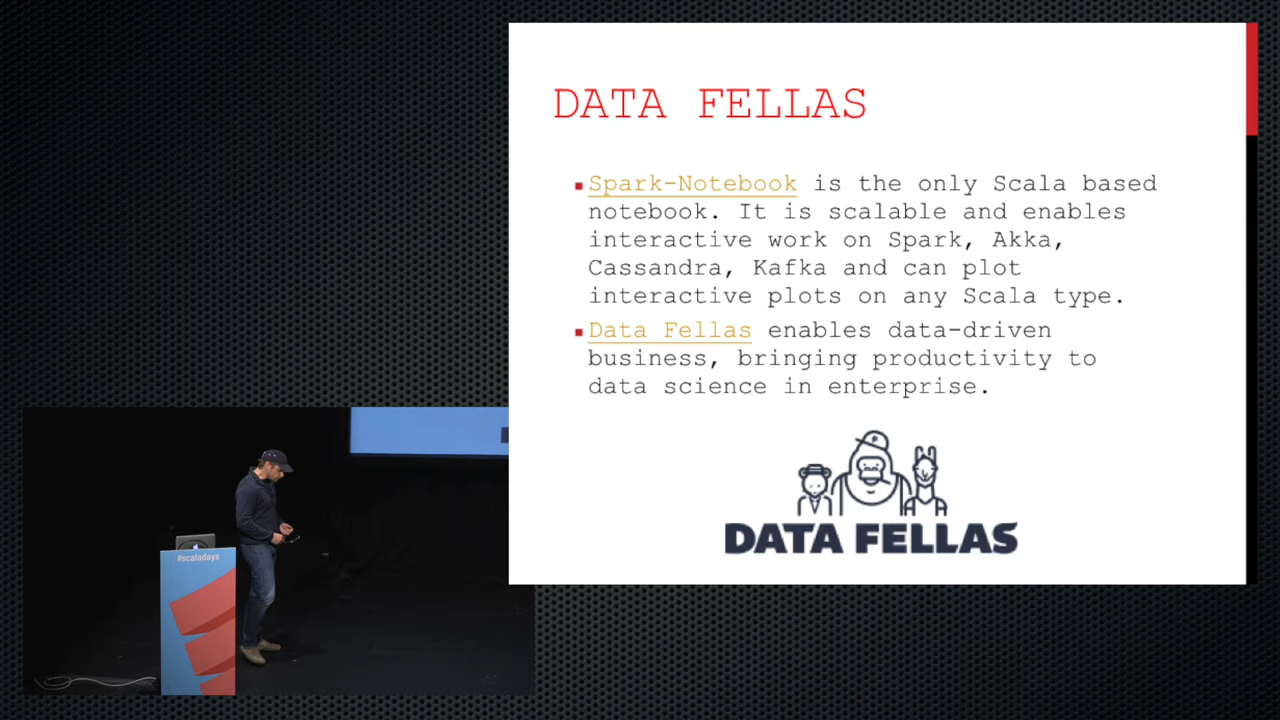 DATA FELLAS
Spark-Notebook is the only Scala based
notebook. It is scalable and enables
interactive work on Spark, Akka,
Cassandra, Kafka and can plot
interactive plots on any Scala type.
Data Fellas enables data-driven
business, bringing productivity to
data science in enterprise.
DATA FELLAS
#scaladays